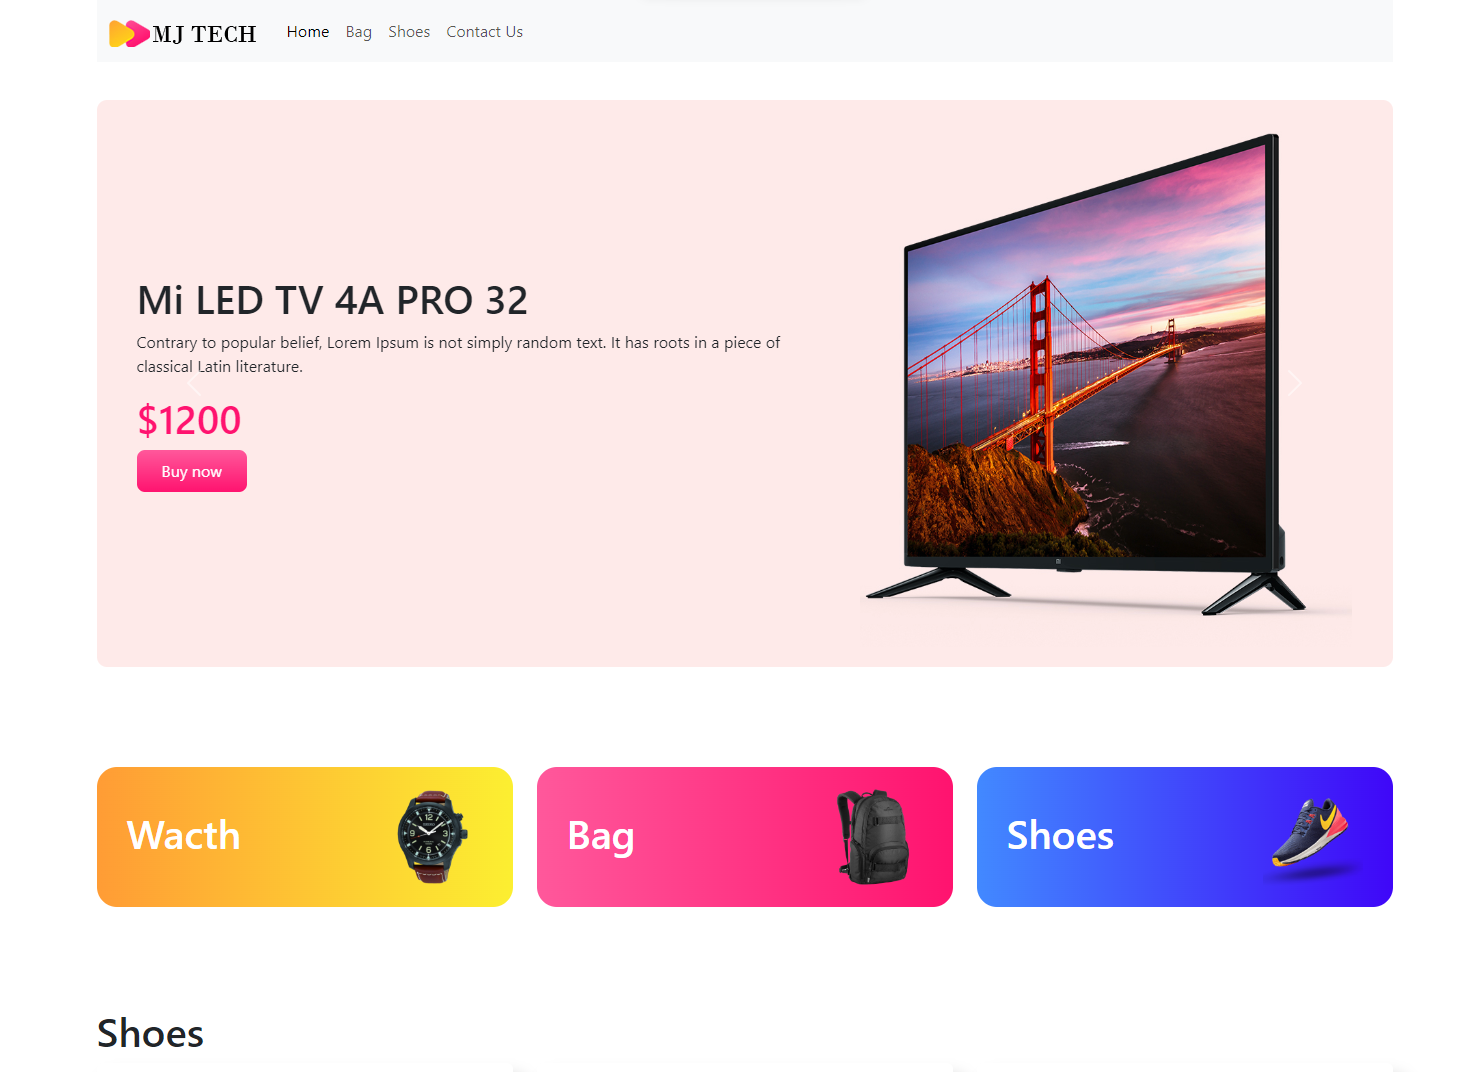 MJ TECH
Home Bag Shoes Contact Us
Mi LED TV 4A PRO 32
Contrary to popular belief, Lorem Ipsum is not simply random text. It has roots in a piece of
classical Latin literature.
$1200
Buy now
Wacth
Bag
Shoes
Shoes